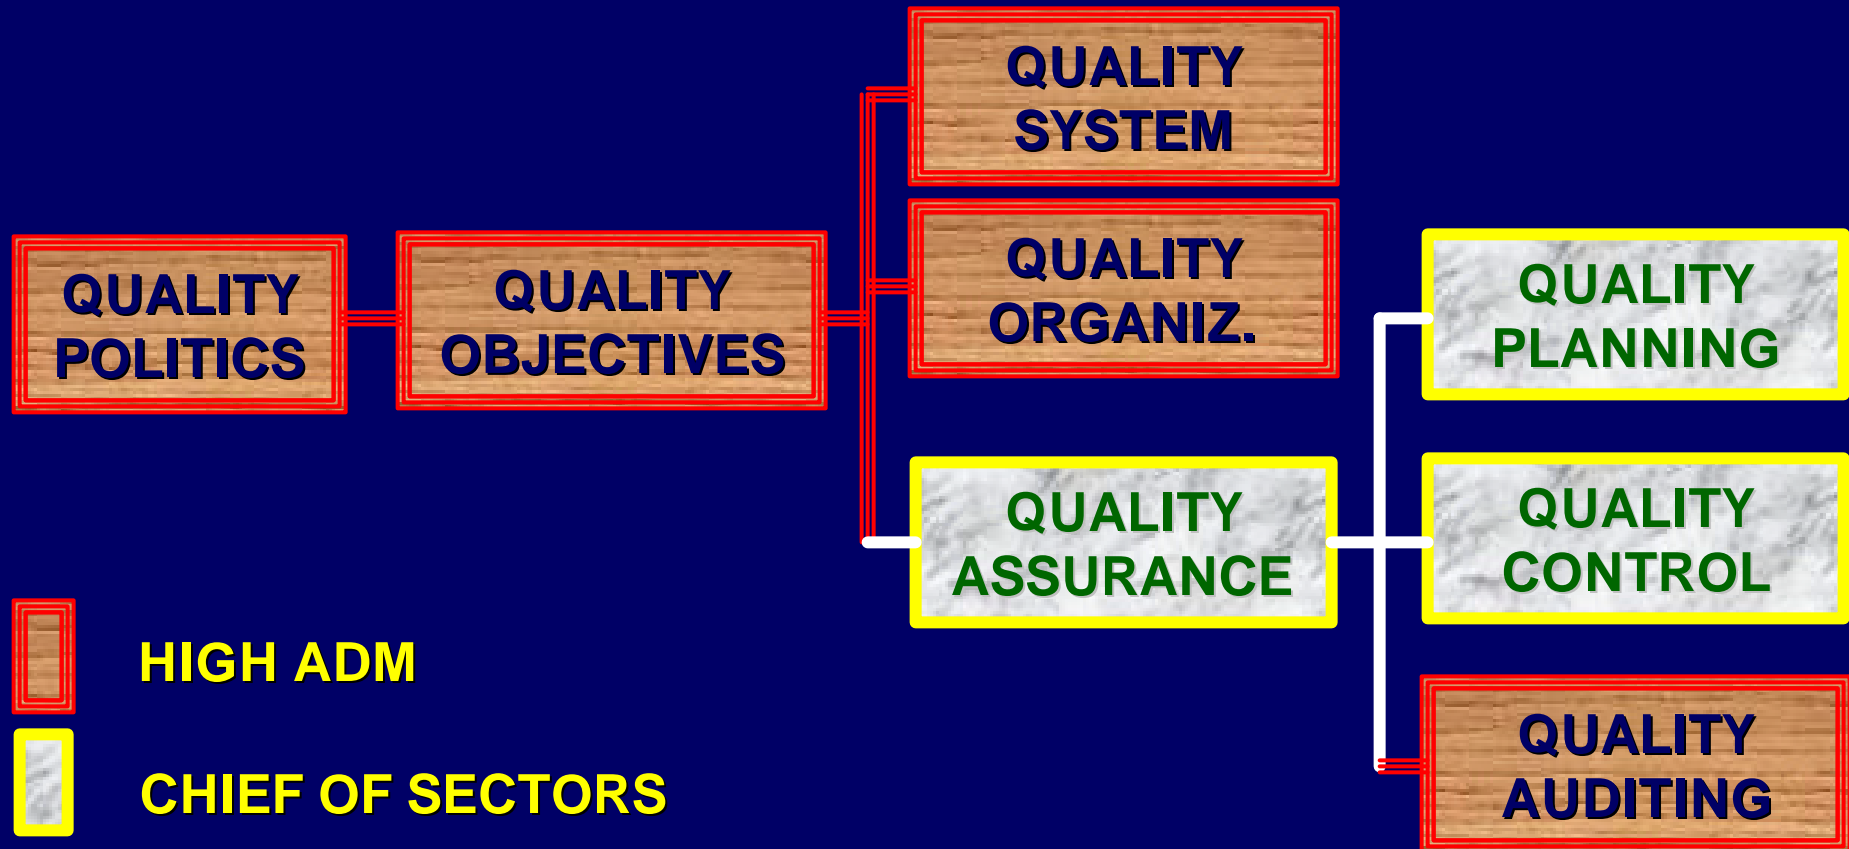 QUALITY
POLITICS
QUALITY
OBJECTIVES
QUALITY
SYSTEM
QUALITY
ORGANIZ.
QUALITY
ASSURANCE
QUALITY
PLANNING
QUALITY
CONTROL
QUALITY
AUDITING
HIGH ADM
CHIEF OF SECTORS